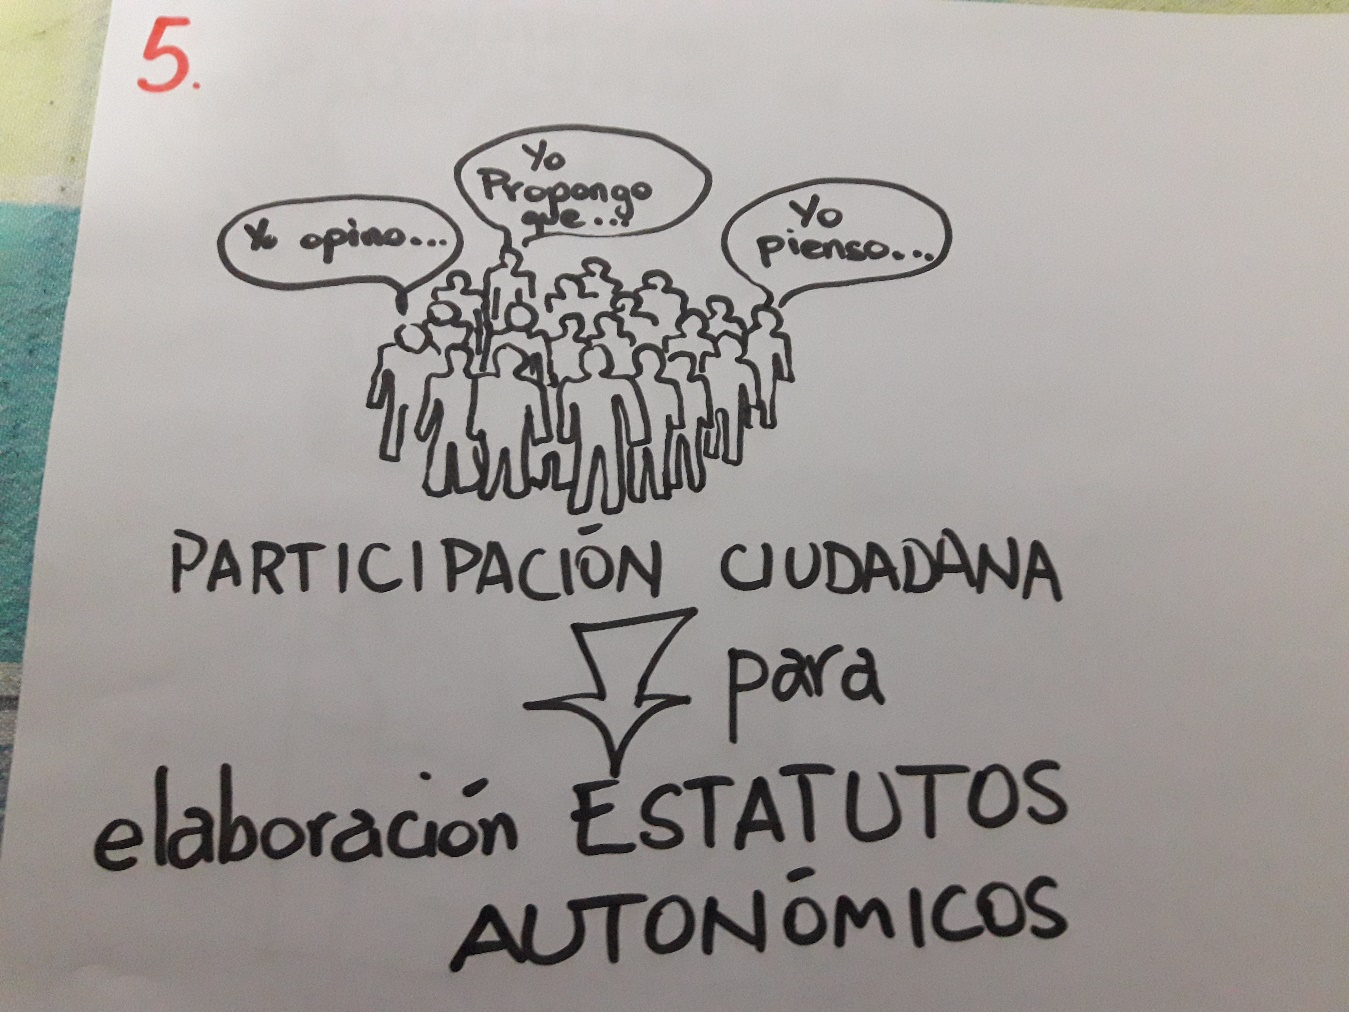 5.
Yo opino...
Yo
Propongo
que...
Yo
pienso...
PARTICIPACIÓN CIUDADANA
para
elaboración ESTATUTOS
AUTONÓMICOS